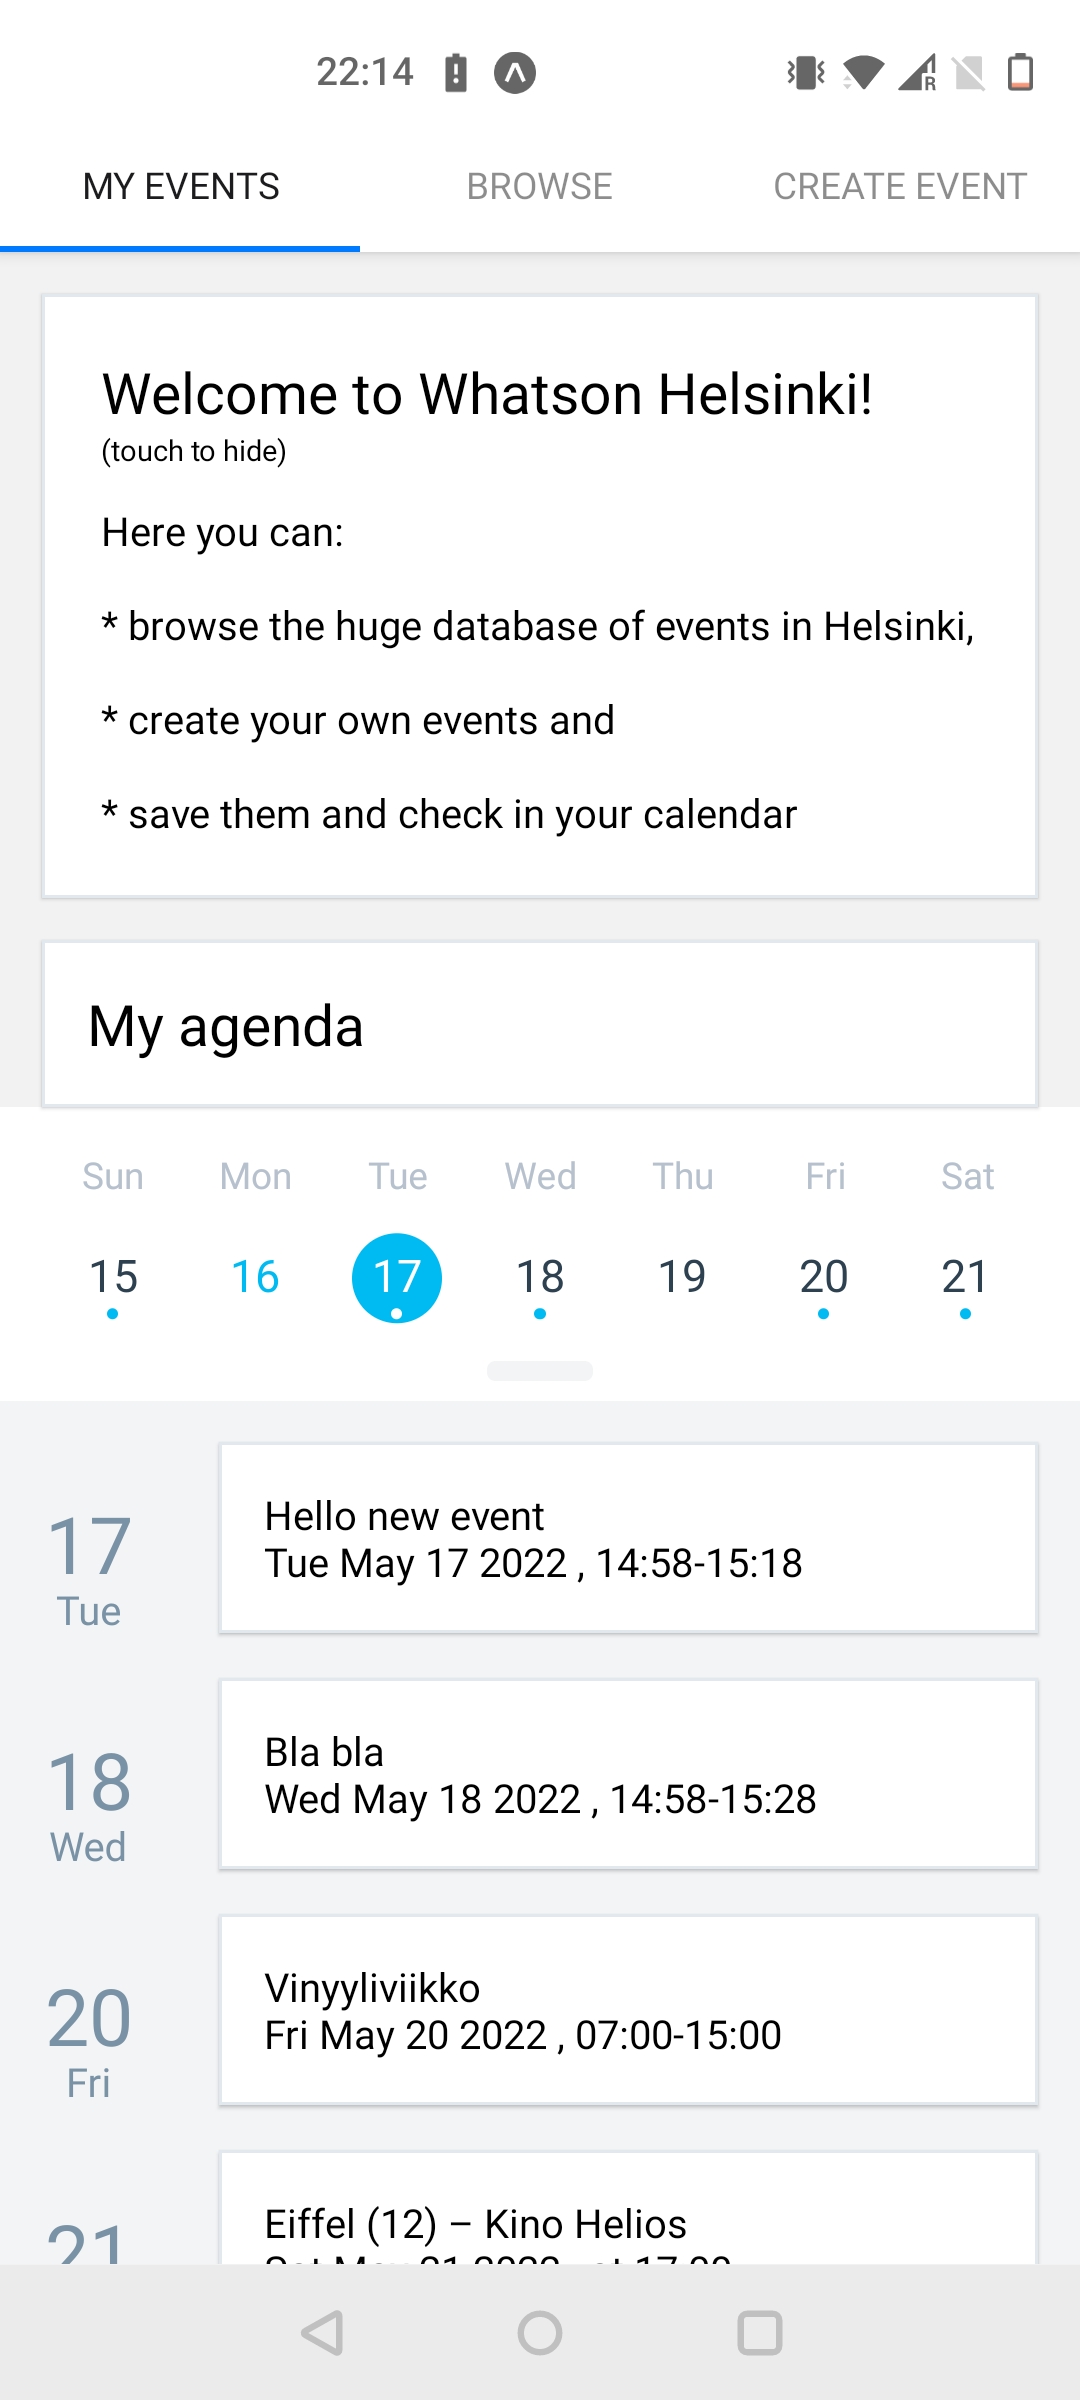 22:14
MY EVENTS BROWSE CREATE EVENT
Welcome to Whatson Helsinki!
(touch to hide)
Here you can:
* browse the huge database of events in Helsinki,
* create your own events and
* save them and check in your calendar
My agenda
Sun Mon Tue Wed Thu Fri Sat
15 16 17 18 19 20 21
17
Tue
Hello new event
Tue May 17 2022 , 14:58-15:18
18
Wed
Bla bla
Wed May 18 2022 , 14:58-15:28
20
Fri
Vinyyliviikko
Fri May 20 2022 , 07:00-15:00
21
Eiffel (12) – Kino Helios
Sat May 21 2022